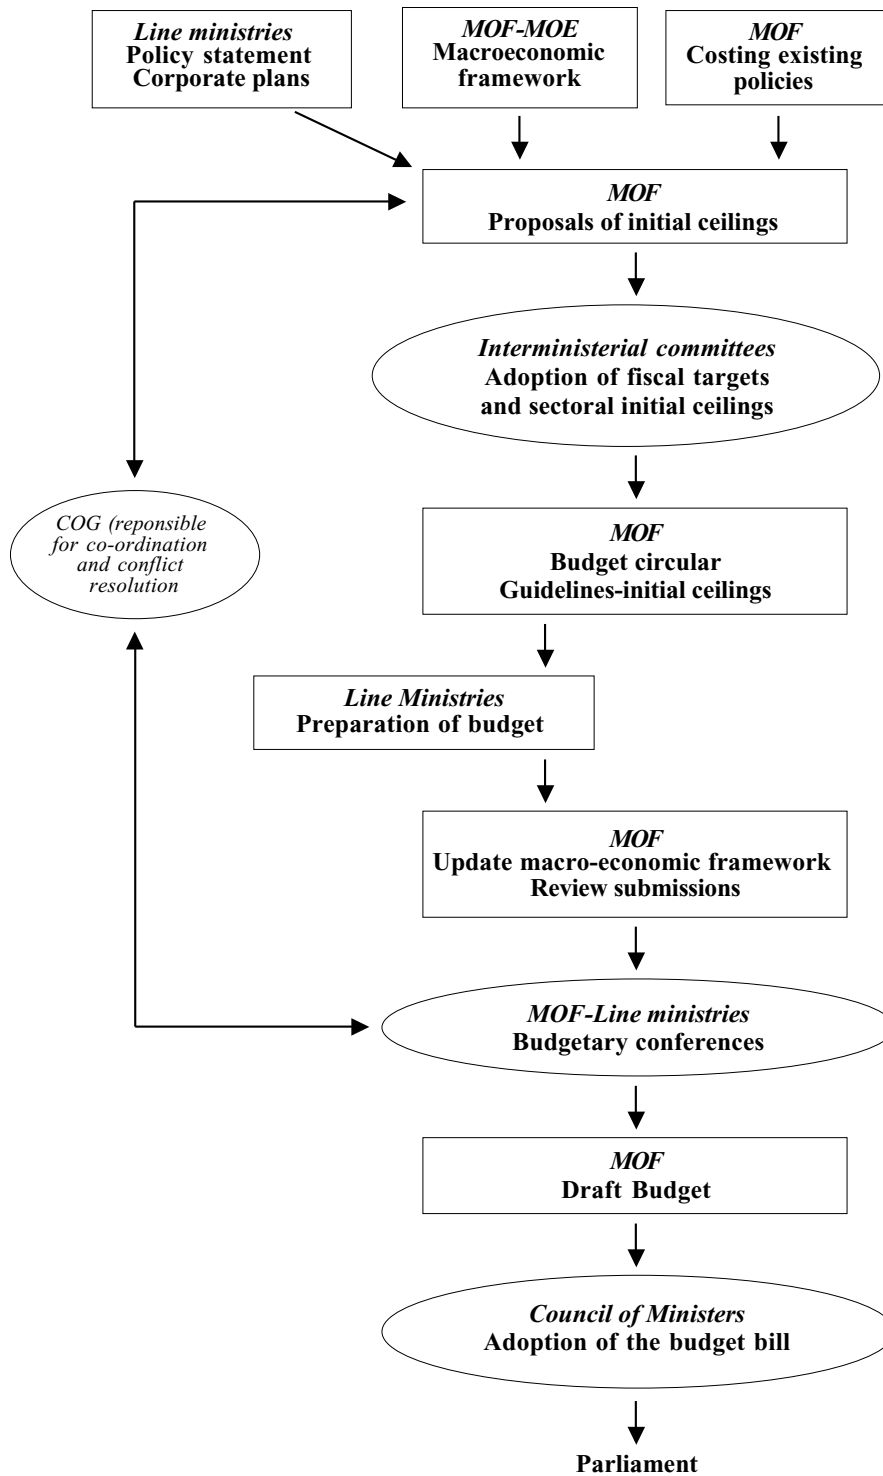 Line ministries
Policy statement
Corporate plans
MOF-MOE
Macroeconomic
framework
MOF
Costing existing
policies
MOF
Proposals of initial ceilings
Interministerial committees
Adoption of fiscal targets
and sectoral initial ceilings
COG (reponsible
for co-ordination
and conflict
resolution
MOF
Budget circular
Guidelines-initial ceilings
Line Ministries
Preparation of budget
MOF
Update macro-economic framework
Review submissions
MOF-Line ministries
Budgetary conferences
MOF
Draft Budget
Council of Ministers
Adoption of the budget bill
Parliament